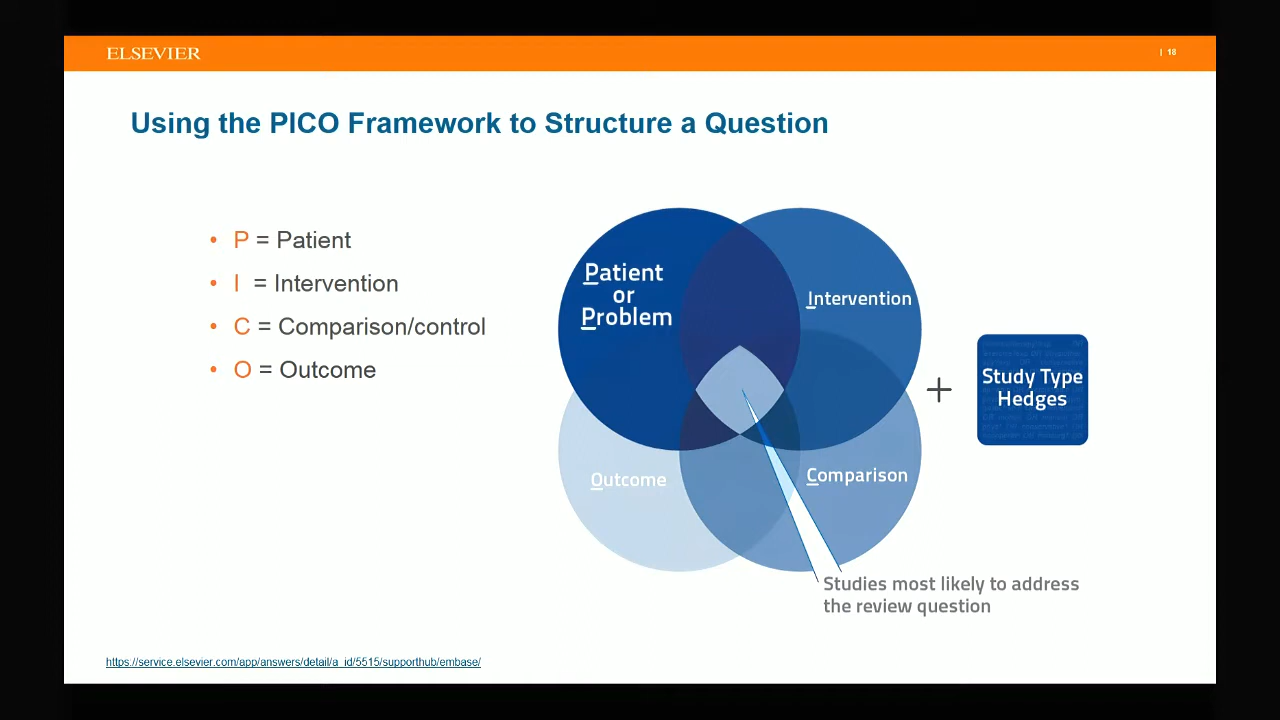 ELSEVIER
| 18
Using the PICO Framework to Structure a Question
• P = Patient
• I = Intervention
• C = Comparison/control
• O = Outcome
Patient
or
Problem
Intervention
Outcome
Comparison
+
Study Type
Hedges
Studies most likely to address
the review question
https://service.elsevier.com/app/answers/detail/a_id/5515/supporthub/embase/